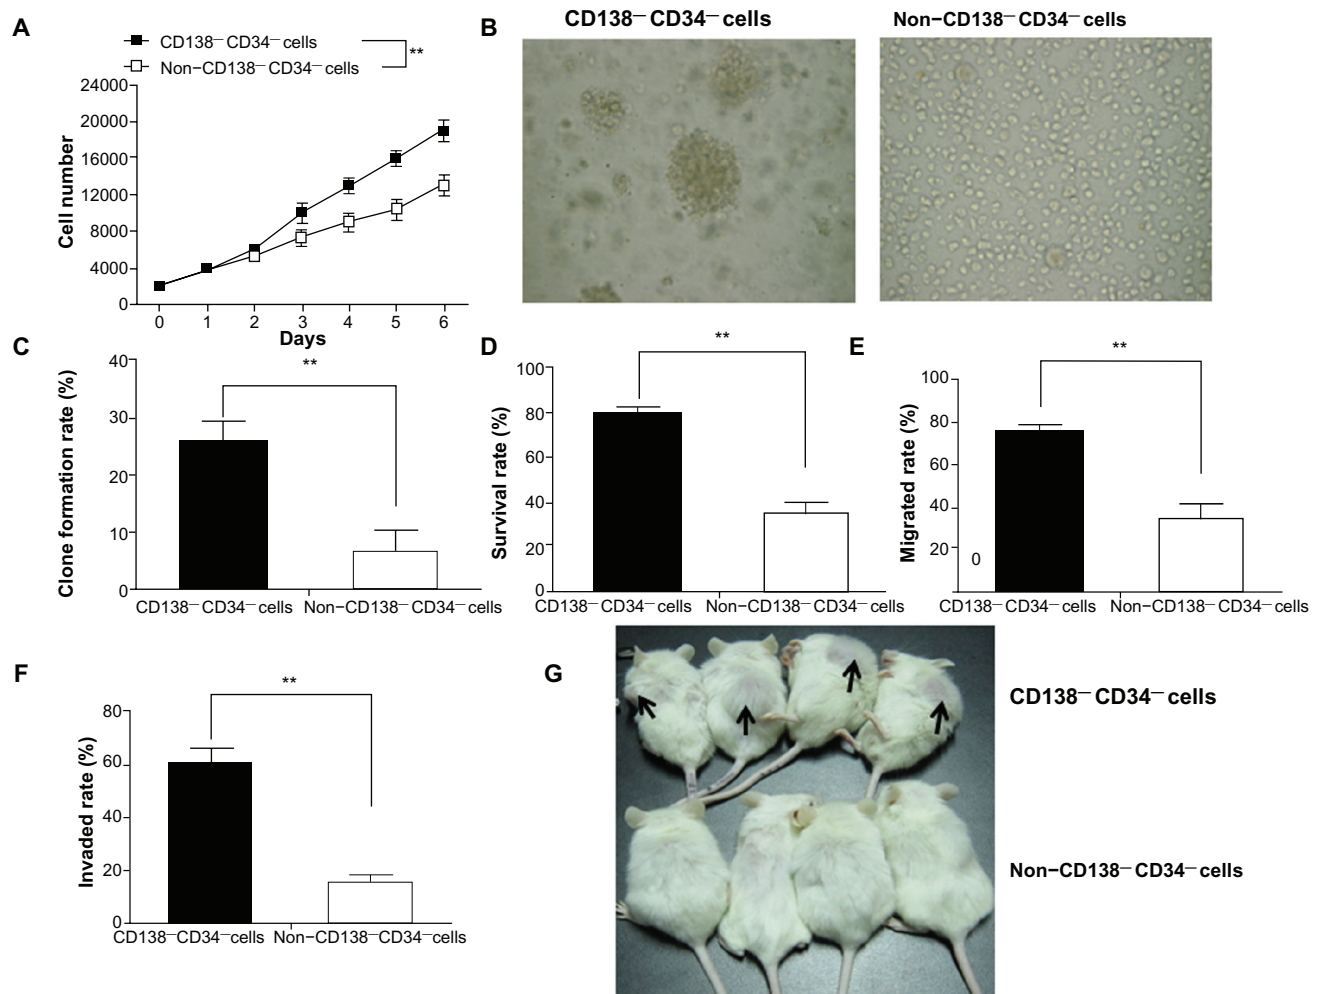 A
CD138— CD34— cells
Non–CD138— CD34— cells
**
24000
20000
16000
12000
8000
4000
0
Cell number
0 1 2 3 4 5 6
Days
B
CD138— CD34— cells
Non–CD138— CD34— cells
C
40
30
20
10
0
Clone formation rate (%)
**
CD138— CD34— cells
Non–CD138— CD34— cells
D
100
80
60
40
20
0
Survival rate (%)
**
CD138— CD34— cells
Non–CD138— CD34— cells
E
100
80
60
40
20
0
Migrated rate (%)
**
CD138— CD34— cells
Non–CD138— CD34— cells
F
80
60
40
20
0
Invaded rate (%)
**
CD138—CD34—cells
Non–CD138—CD34—cells
G
CD138— CD34— cells
Non–CD138— CD34— cells